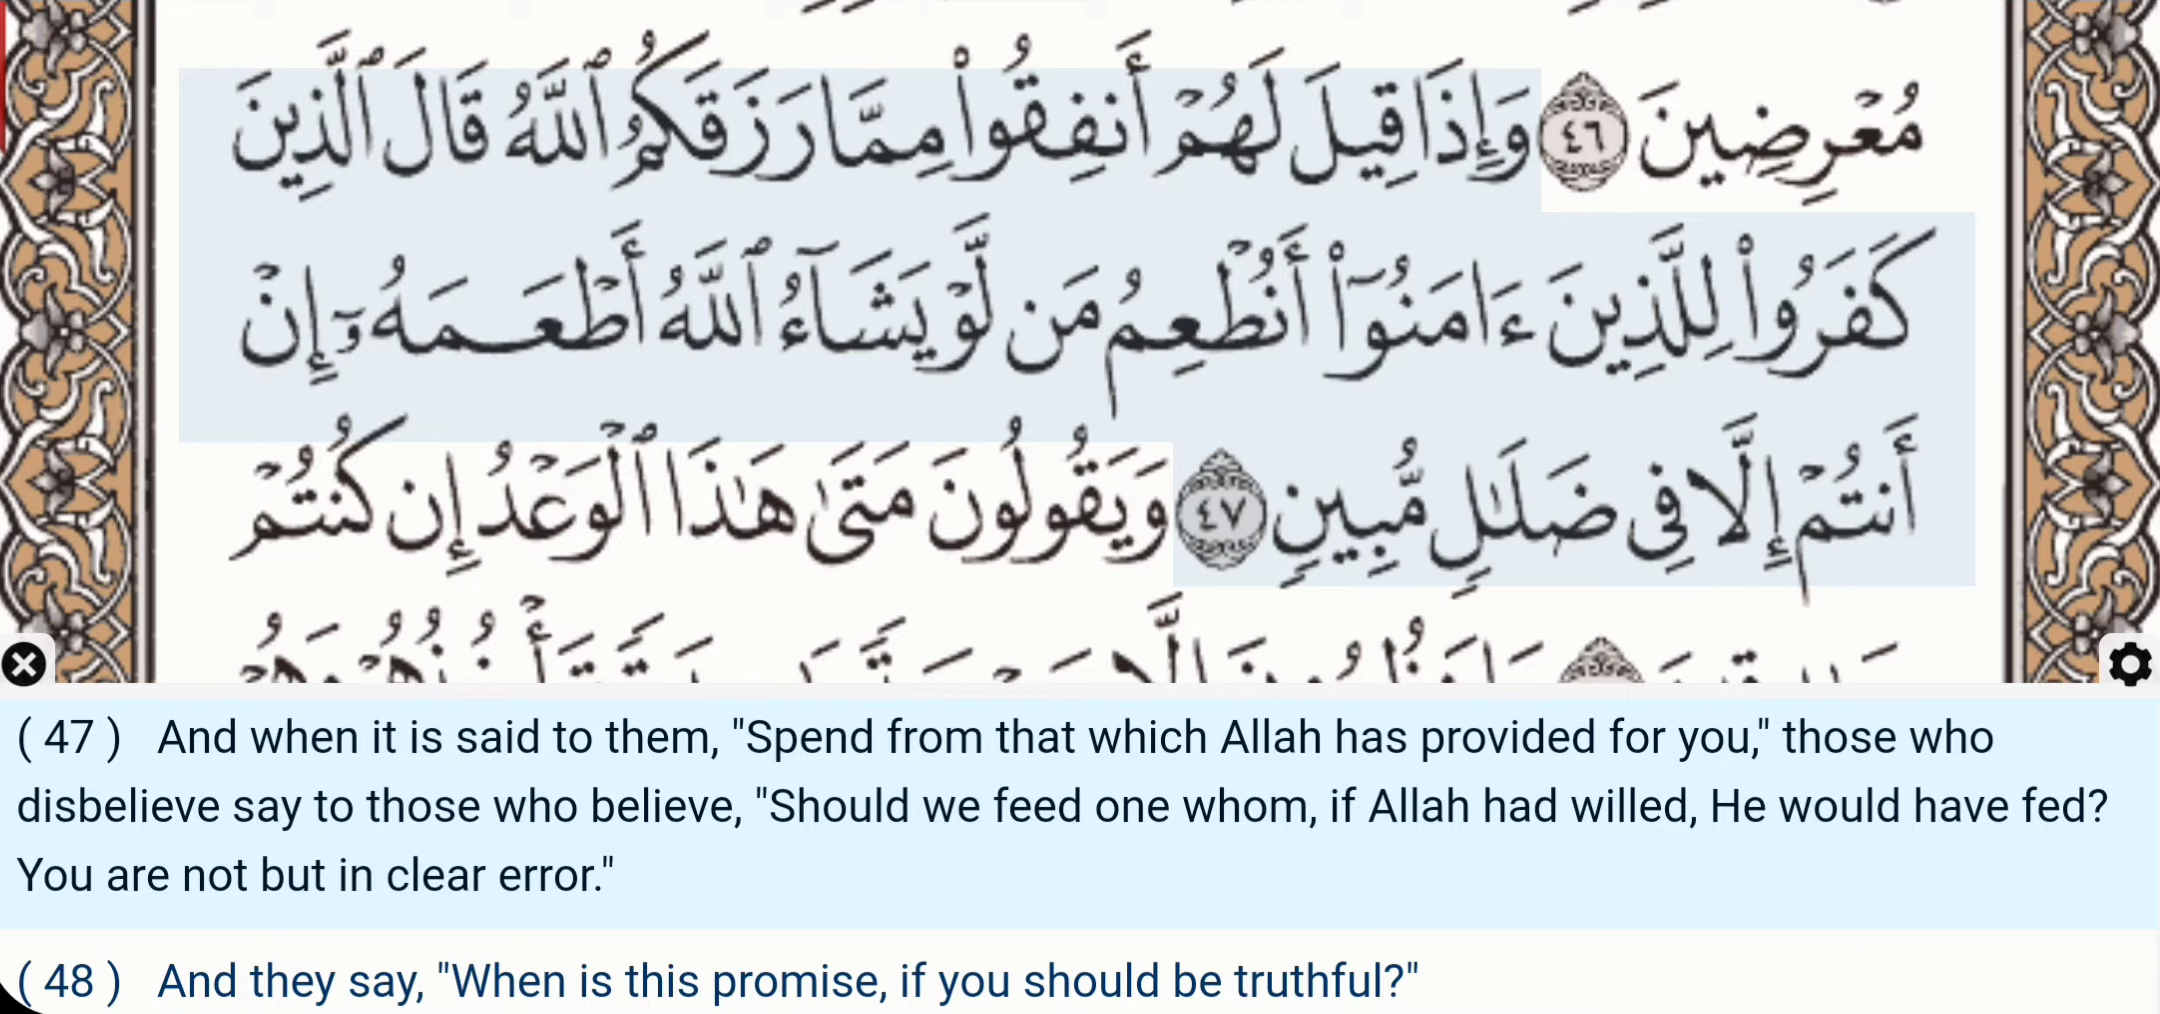 مُعْرِضِينَ ٤٦ وَإِذَا قِيلَ لَهُمْ أَنفِقُوا۟ مِمَّا رَزَقَكُمُ ٱللَّهُ قَالَ ٱلَّذِينَ
كَفَرُوا۟ لِلَّذِينَ ءَامَنُوٓا۟ أَنُطْعِمُ مَن لَّوْ يَشَآءُ ٱللَّهُ أَطْعَمَهُۥٓ إِنْ
أَنتُمْ إِلَّا فِى ضَلَٰلٍ مُّبِينٍ ٤٧ وَيَقُولُونَ مَتَىٰ هَٰذَا ٱلْوَعْدُ إِن كُنتُمْ
( 47 ) And when it is said to them, "Spend from that which Allah has provided for you," those who
disbelieve say to those who believe, "Should we feed one whom, if Allah had willed, He would have fed?
You are not but in clear error."
( 48 ) And they say, "When is this promise, if you should be truthful?"